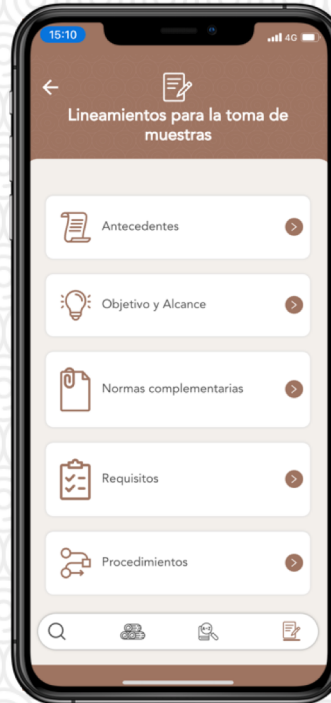 15:10
4G
Lineamientos para la toma de
muestras
Antecedentes
Objetivo y Alcance
Normas complementarias
Requisitos
Procedimientos